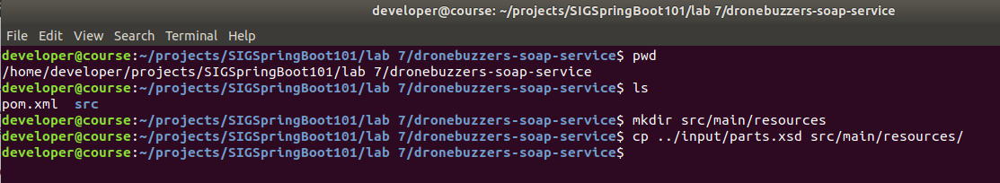 developer@course: ~/projects/SIGSpringBoot101/lab 7/dronebuzzers-soap-service
File Edit View Search Terminal Help
developer@course:~/projects/SIGSpringBoot101/lab 7/dronebuzzers-soap-service$ pwd
/home/developer/projects/SIGSpringBoot101/lab 7/dronebuzzers-soap-service
developer@course:~/projects/SIGSpringBoot101/lab 7/dronebuzzers-soap-service$ ls
pom.xml  src
developer@course:~/projects/SIGSpringBoot101/lab 7/dronebuzzers-soap-service$ mkdir src/main/resources
developer@course:~/projects/SIGSpringBoot101/lab 7/dronebuzzers-soap-service$ cp ../input/parts.xsd src/main/resources/
developer@course:~/projects/SIGSpringBoot101/lab 7/dronebuzzers-soap-service$